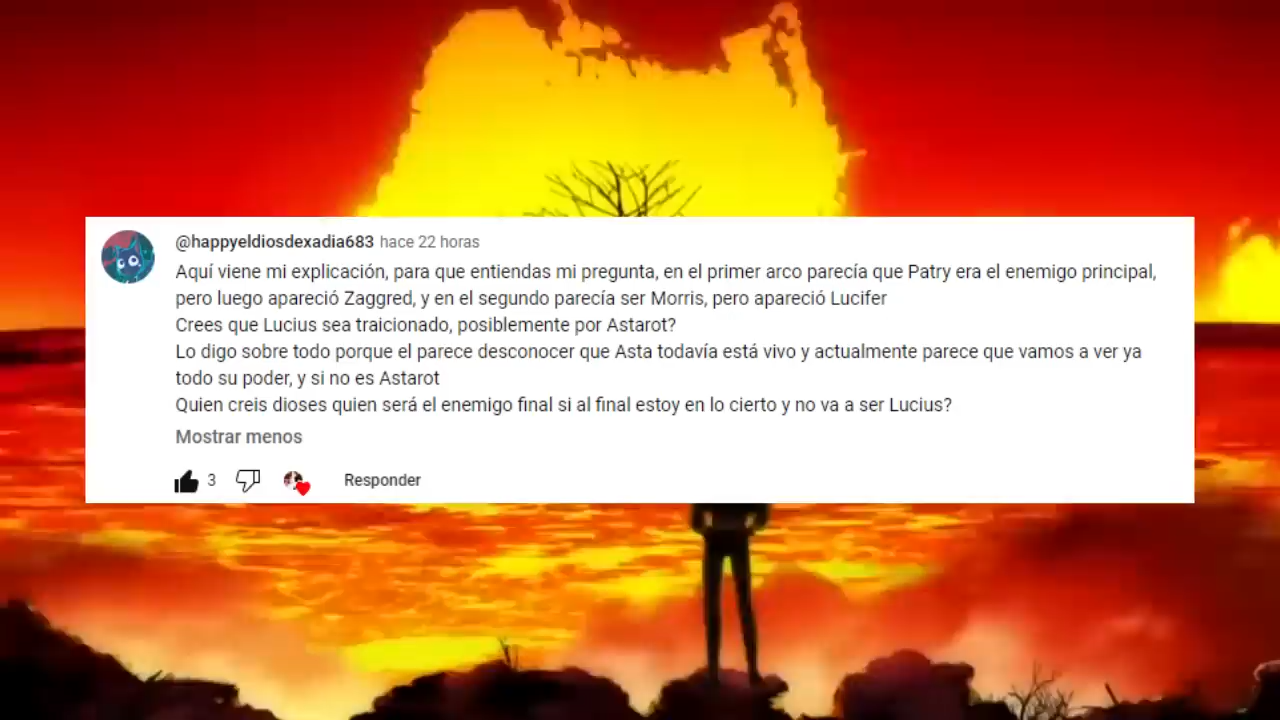 @happyeldiosdexadia683 hace 22 horas
Aquí viene mi explicación, para que entiendas mi pregunta, en el primer arco parecía que Patry era el enemigo principal,
pero luego apareció Zaggred, y en el segundo parecía ser Morris, pero apareció Lucifer
Crees que Lucius sea traicionado, posiblemente por Astarot?
Lo digo sobre todo porque el parece desconocer que Asta todavía está vivo y actualmente parece que vamos a ver ya
todo su poder, y si no es Astarot
Quien creis dioses quien será el enemigo final si al final estoy en lo cierto y no va a ser Lucius?
Mostrar menos
3 Responder